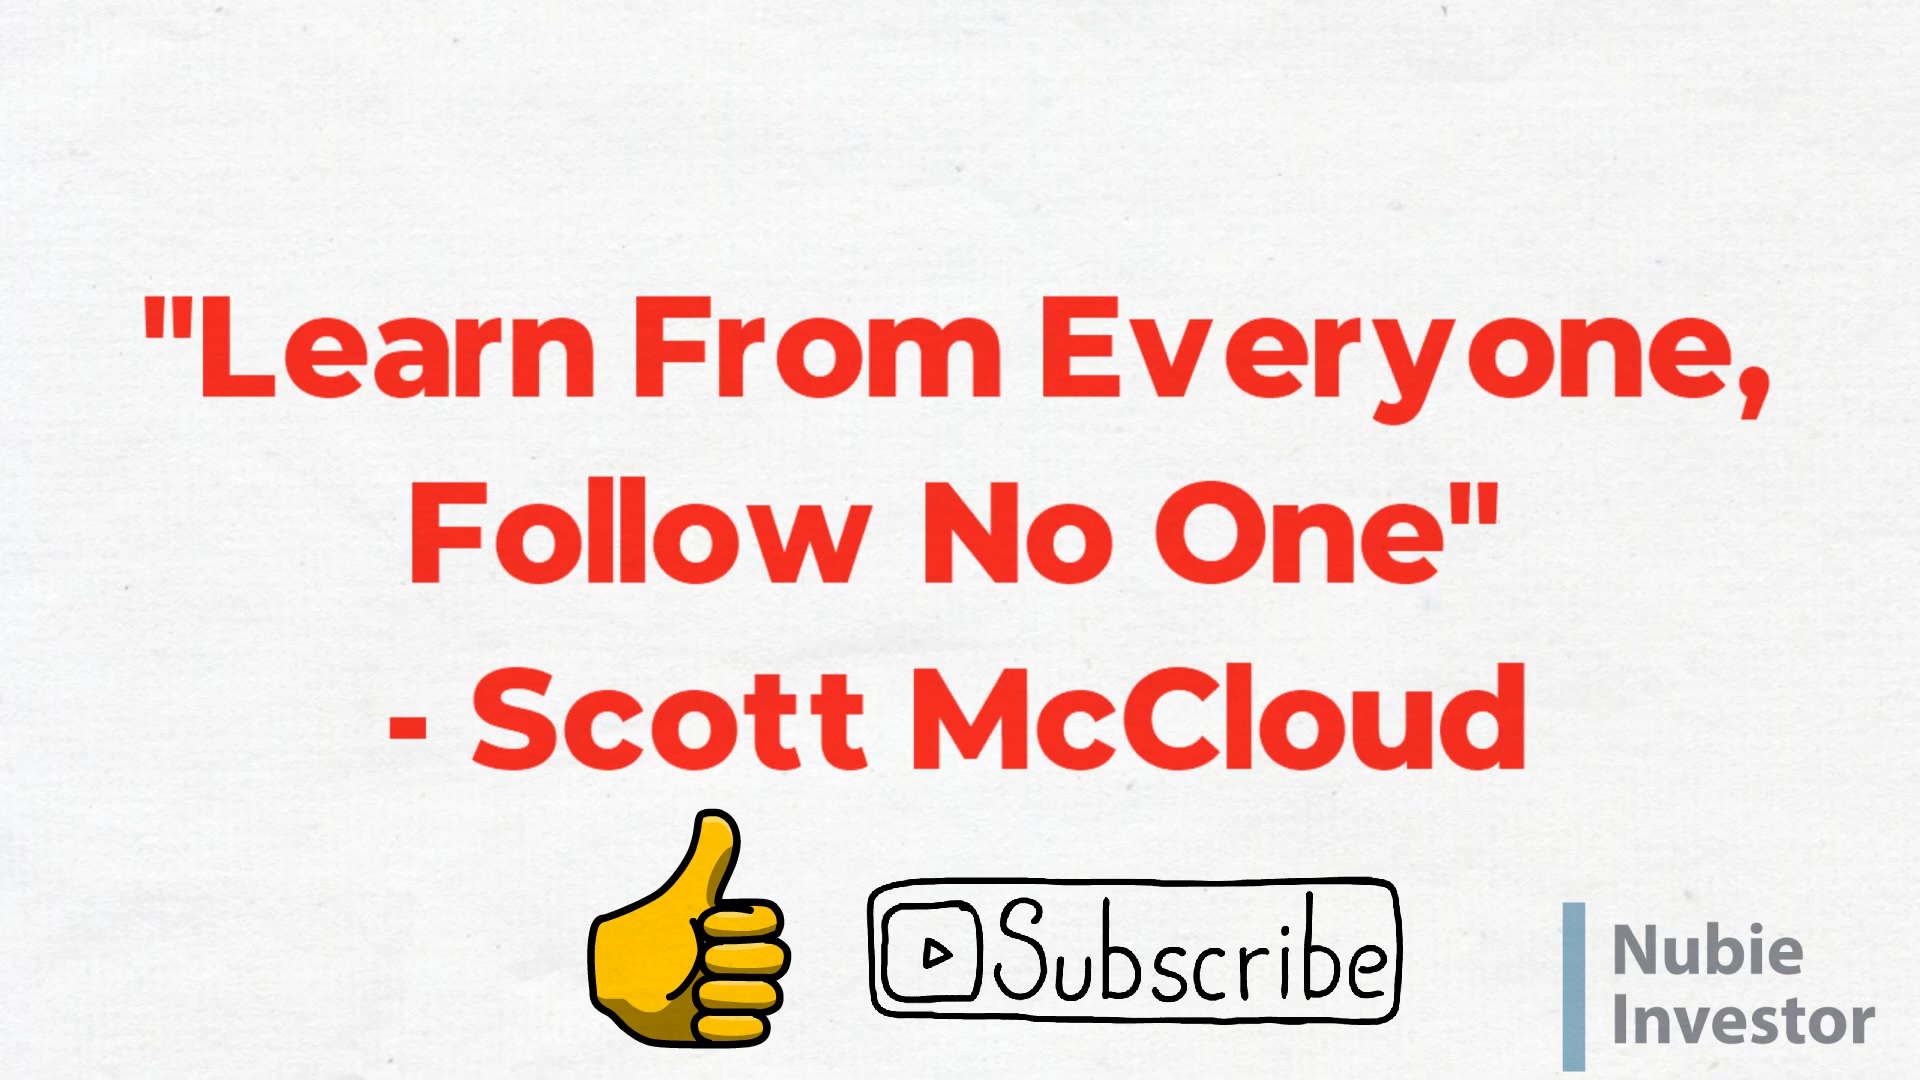 "Learn From Everyone,
Follow No One"
- Scott McCloud
Subscribe
Nubie
Investor